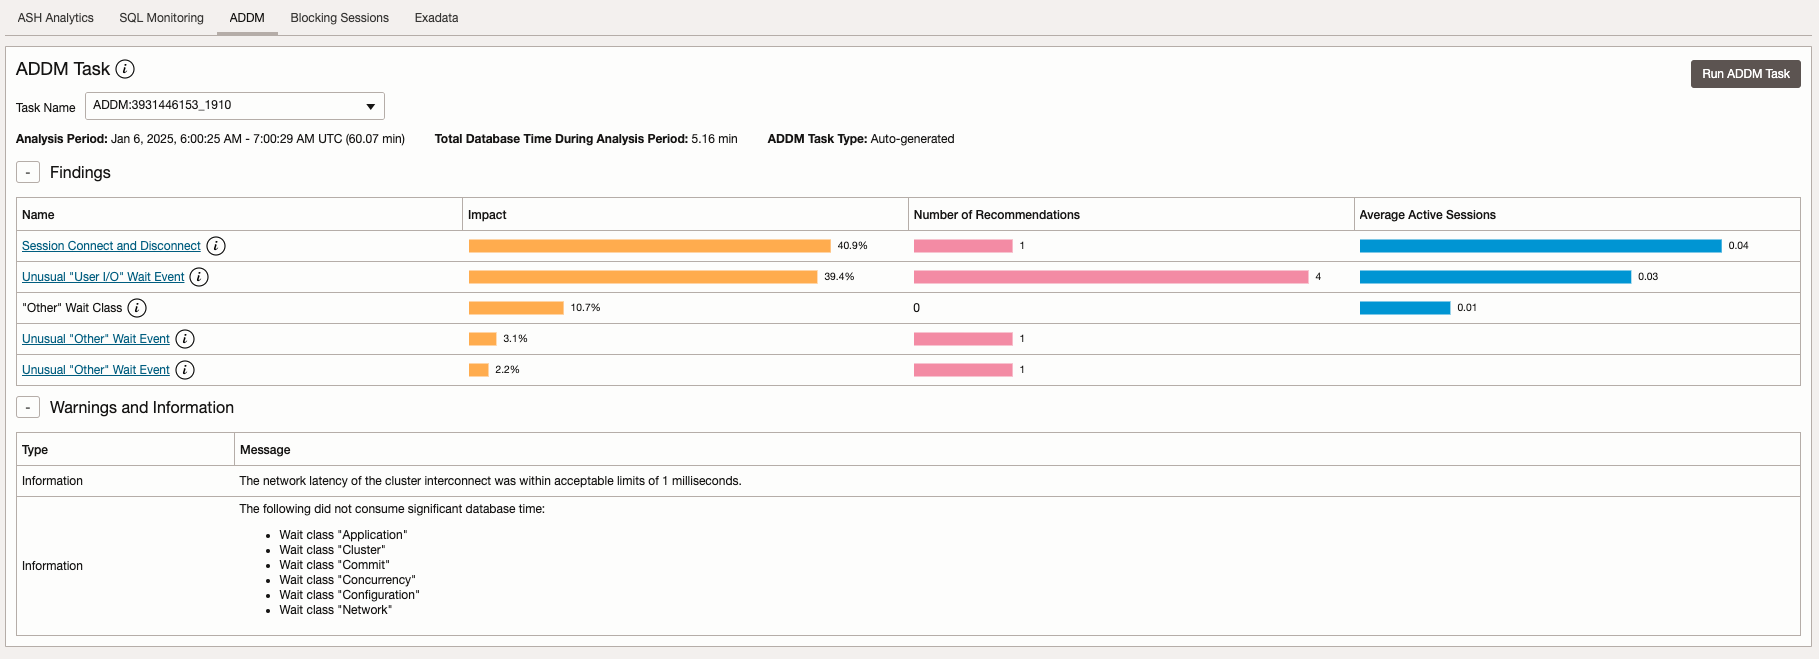 ASH Analytics SQL Monitoring ADDM Blocking Sessions Exadata
ADDM Task i
Run ADDM Task
Task Name ADDM:3931446153_1910
Analysis Period: Jan 6, 2025, 6:00:25 AM - 7:00:29 AM UTC (60.07 min) Total Database Time During Analysis Period: 5.16 min ADDM Task Type: Auto-generated
- Findings
Name Impact Number of Recommendations Average Active Sessions
Session Connect and Disconnect i 40.9% 1 0.04
Unusual "User I/O" Wait Event i 39.4% 4 0.03
"Other" Wait Class i 10.7% 0 0.01
Unusual "Other" Wait Event i 3.1% 1
Unusual "Other" Wait Event i 2.2% 1
- Warnings and Information
Type Message
Information The network latency of the cluster interconnect was within acceptable limits of 1 milliseconds.
Information The following did not consume significant database time:
• Wait class "Application"
• Wait class "Cluster"
• Wait class "Commit"
• Wait class "Concurrency"
• Wait class "Configuration"
• Wait class "Network"